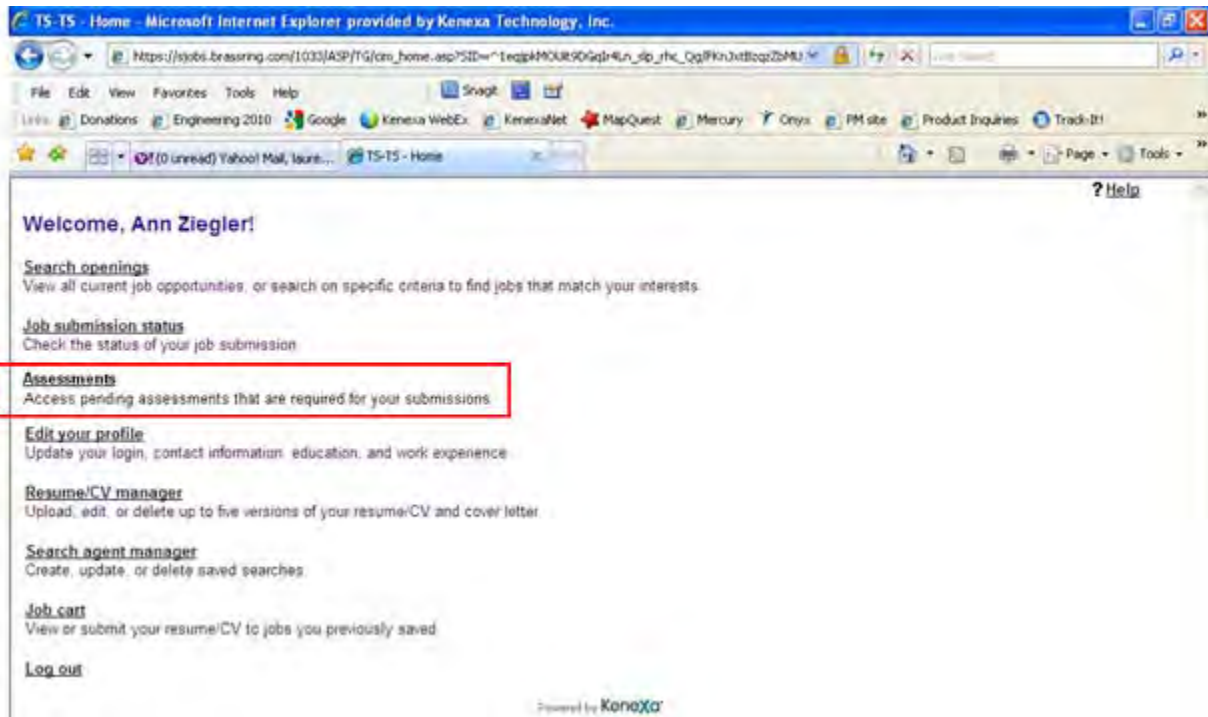 TS-TS - Home - Microsoft Internet Explorer provided by Kenexa Technology, Inc.
File Edit View Favorites Tools Help SnagIt
Links Donations Engineering 2010 Google Kenexa WebEx KenexaNet MapQuest Mercury Onyx PM site Product Inquiries Track-It!
(0 unread) Yahoo! Mail, laure... TS-TS - Home Page Tools
? Help
Welcome, Ann Ziegler!
Search openings
View all current job opportunities, or search on specific criteria to find jobs that match your interests.
Job submission status
Check the status of your job submission
Assessments
Access pending assessments that are required for your submissions.
Edit your profile
Update your login, contact information, education, and work experience
Resume/CV manager
Upload, edit, or delete up to five versions of your resume/CV and cover letter.
Search agent manager
Create, update, or delete saved searches.
Job cart
View or submit your resume/CV to jobs you previously saved
Log out
Powered by Kenexa